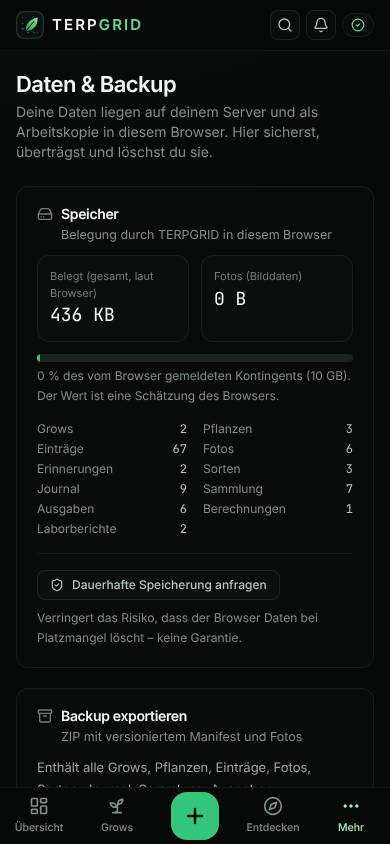 TERPGRID
Daten & Backup
Deine Daten liegen auf deinem Server und als
Arbeitskopie in diesem Browser. Hier sicherst,
überträgst und löschst du sie.
Speicher
Belegung durch TERPGRID in diesem Browser
Belegt (gesamt, laut
Browser)
436 KB
Fotos (Bilddaten)
0 B
0 % des vom Browser gemeldeten Kontingents (10 GB).
Der Wert ist eine Schätzung des Browsers.
Grows 2 Pflanzen 3
Einträge 67 Fotos 6
Erinnerungen 2 Sorten 3
Journal 9 Sammlung 7
Ausgaben 6 Berechnungen 1
Laborberichte 2
Dauerhafte Speicherung anfragen
Verringert das Risiko, dass der Browser Daten bei
Platzmangel löscht – keine Garantie.
Backup exportieren
ZIP mit versioniertem Manifest und Fotos
Enthält alle Grows, Pflanzen, Einträge, Fotos,
Übersicht Grows Entdecken Mehr